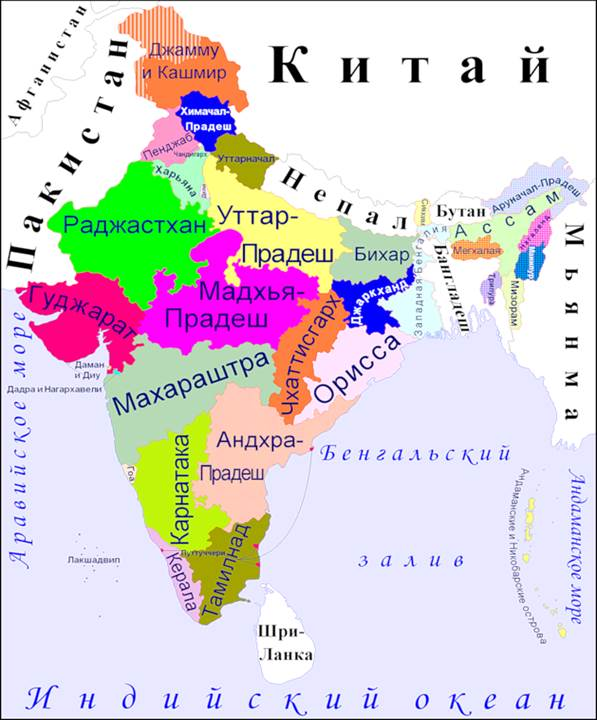 Афганистан
Пакистан
Китай
Джамму
и Кашмир
Химачал-
Прадеш
Пенджаб
Чандигарх
Уттарначал
Харьяна
Дели
Непал
Сикким
Бутан
Аруначал-Прадеш
Ассам
Нагаленд
Мегхалая
Трипура
Мизорам
Бангладеш
Мьянма
Раджастхан
Уттар-
Прадеш
Бихар
Западная Бенгалия
Гуджарат
Мадхья-
Прадеш
Джаркханд
Чхаттисгарх
Орисса
Даман
и Диу
Дадра и Нагархавели
Махараштра
Аравийское море
Андхра-
Прадеш
Бенгальский
залив
Карнатака
Гоа
Андаманские и Никобарские острова
Андаманское море
Лакшадвип
Путтуччери
Керала
Тамилнад
Шри-
Ланка
Индийский океан